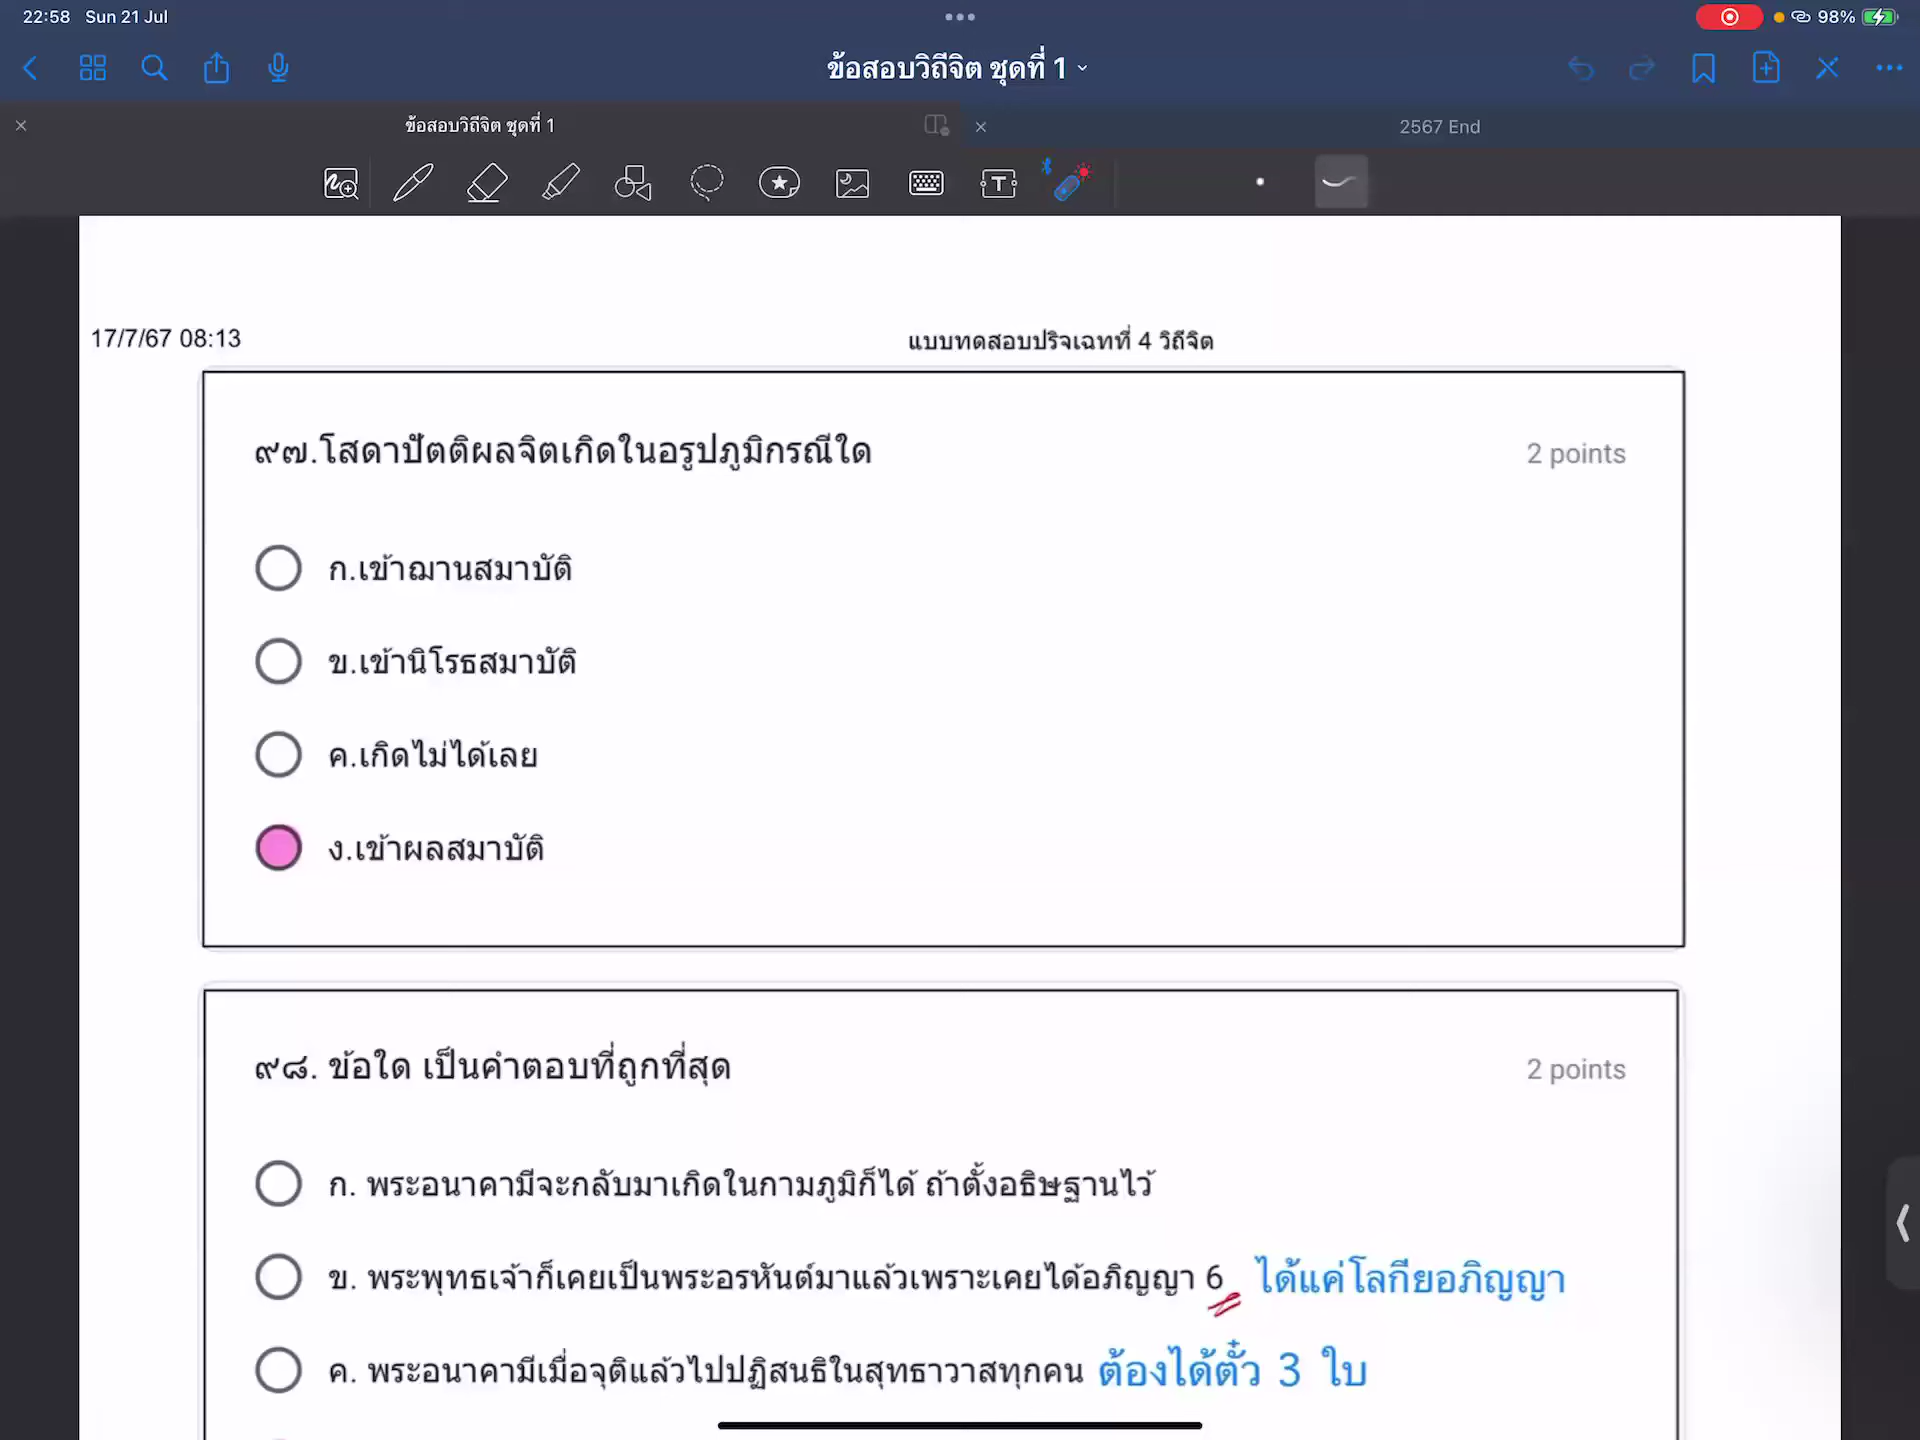 22:58 Sun 21 Jul
98%
ข้อสอบวิถีจิต ชุดที่ 1
ข้อสอบวิถีจิต ชุดที่ 1
2567 End
17/7/67 08:13
แบบทดสอบปริจเฉทที่ 4 วิถีจิต
๙๗.โสดาปัตติผลจิตเกิดในอรูปภูมิกรณีใด
2 points
ก.เข้าฌานสมาบัติ
ข.เข้านิโรธสมาบัติ
ค.เกิดไม่ได้เลย
ง.เข้าผลสมาบัติ
๙๘. ข้อใด เป็นคำตอบที่ถูกที่สุด
2 points
ก. พระอนาคามีจะกลับมาเกิดในกามภูมิก็ได้ ถ้าตั้งอธิษฐานไว้
ข. พระพุทธเจ้าก็เคยเป็นพระอรหันต์มาแล้วเพราะเคยได้อภิญญา 6 ได้แค่โลกียอภิญญา
ค. พระอนาคามีเมื่อจุติแล้วไปปฏิสนธิในสุทธาวาสทุกคน ต้องได้ตั๋ว 3 ใบ